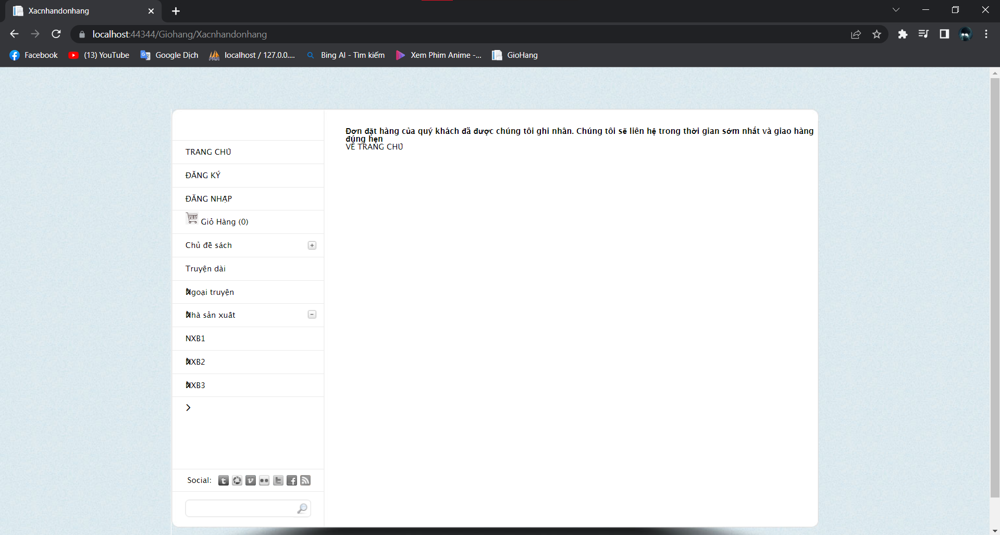 Xacnhandonhang
localhost:44344/Giohang/Xacnhandonhang
Facebook
(13) YouTube
Google Dịch
localhost / 127.0.0....
Bing AI - Tìm kiếm
Xem Phim Anime -...
GioHang
Đơn đặt hàng của quý khách đã được chúng tôi ghi nhân. Chúng tôi sẽ liên hệ trong thời gian sớm nhất và giao hàng
đúng hẹn
VỀ TRANG CHỦ
TRANG CHỦ
ĐĂNG KÝ
ĐĂNG NHẬP
Giỏ Hàng (0)
Chủ đề sách
Truyện dài
Ngoại truyện
Nhà sản xuất
NXB1
NXB2
NXB3
Social: